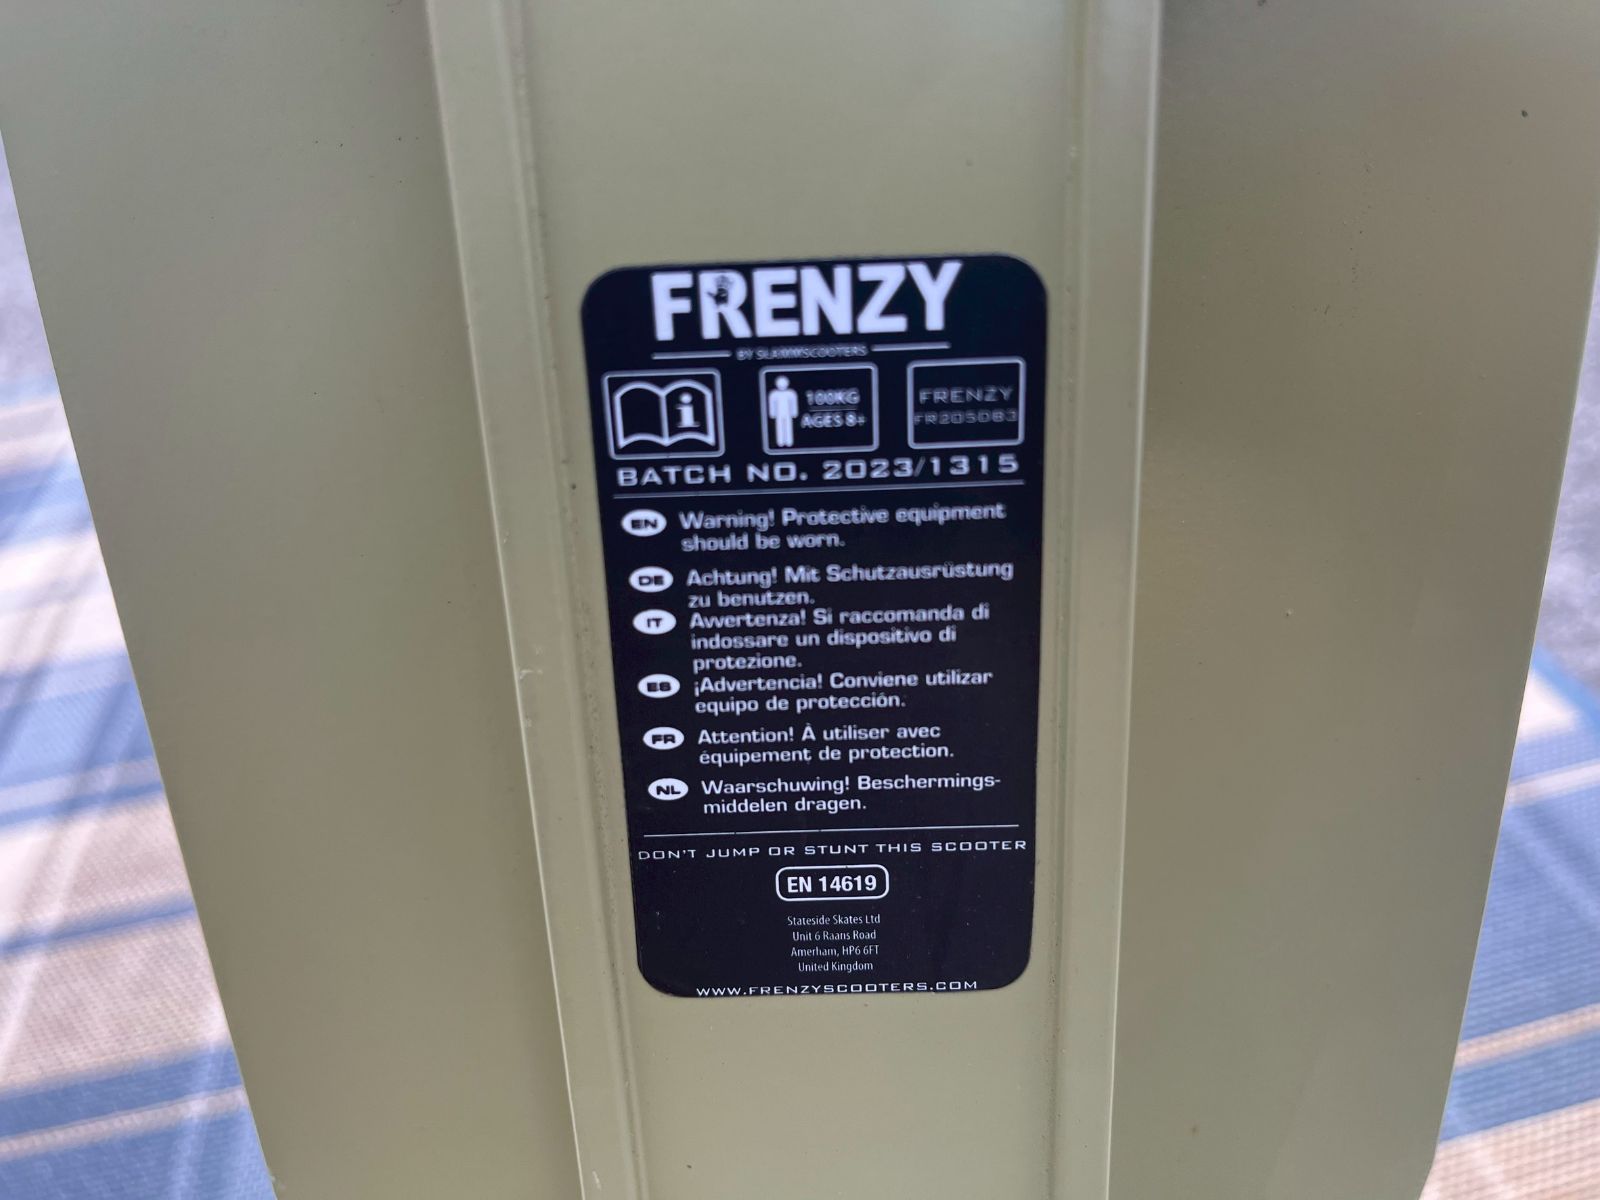 FRENZY
BY SLAMMSCOOTERS
i
100KG
AGES 8+
FRENZY
FR205DB3
BATCH NO. 2023/1315
EN Warning! Protective equipment
should be worn.
DE Achtung! Mit Schutzausrüstung
zu benutzen.
IT Avvertenza! Si raccomanda di
indossare un dispositivo di
protezione.
ES ¡Advertencia! Conviene utilizar
equipo de protección.
FR Attention! À utiliser avec
équipement de protection.
NL Waarschuwing! Beschermings-
middelen dragen.
DON'T JUMP OR STUNT THIS SCOOTER
EN 14619
Stateside Skates Ltd
Unit 6 Raans Road
Amerham, HP6 6FT
United Kingdom
WWW.FRENZYSCOOTERS.COM